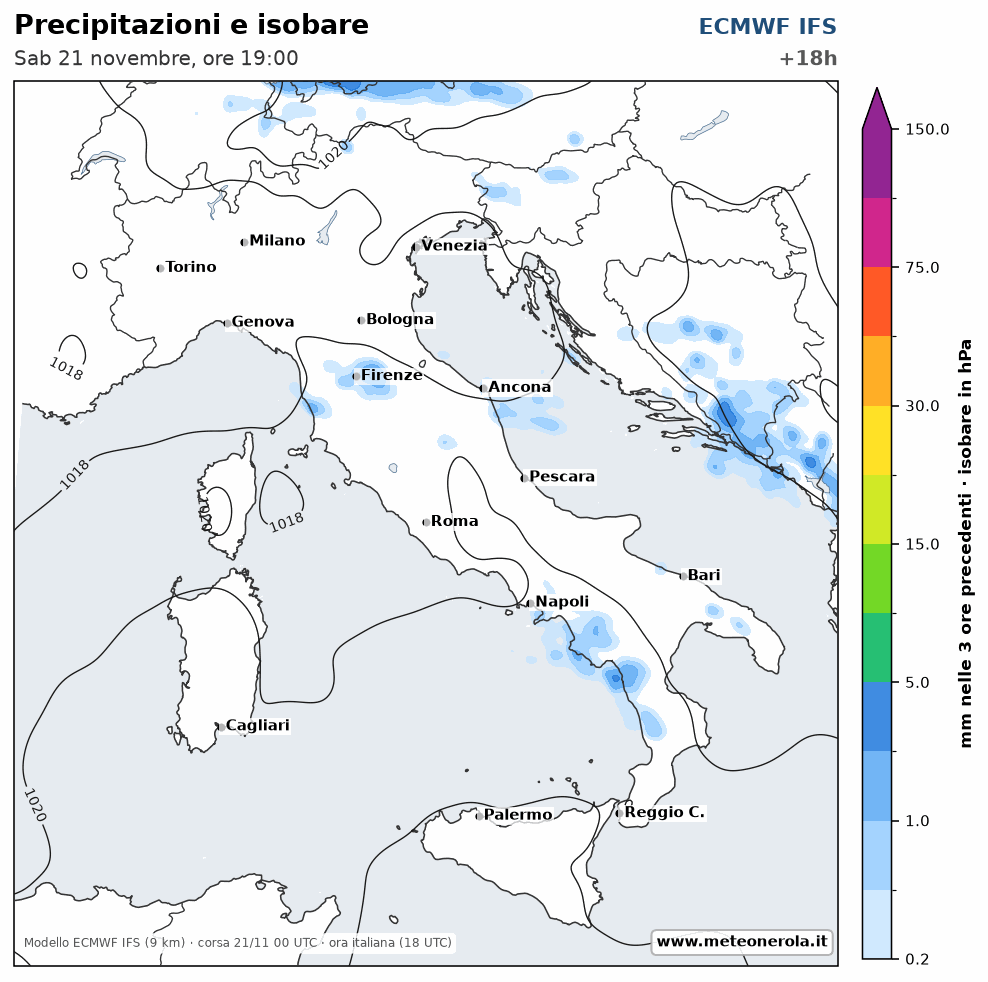 Precipitazioni e isobare
ECMWF IFS
Sab 21 novembre, ore 19:00
+18h
150.0
75.0
30.0
15.0
5.0
1.0
0.2
mm nelle 3 ore precedenti · isobare in hPa
1020
Milano
Venezia
Torino
Genova
Bologna
1018
Firenze
Ancona
1018
Pescara
1020
1018
Roma
Bari
Napoli
Cagliari
1020
Palermo
Reggio C.
Modello ECMWF IFS (9 km) · corsa 21/11 00 UTC · ora italiana (18 UTC)
www.meteonerola.it